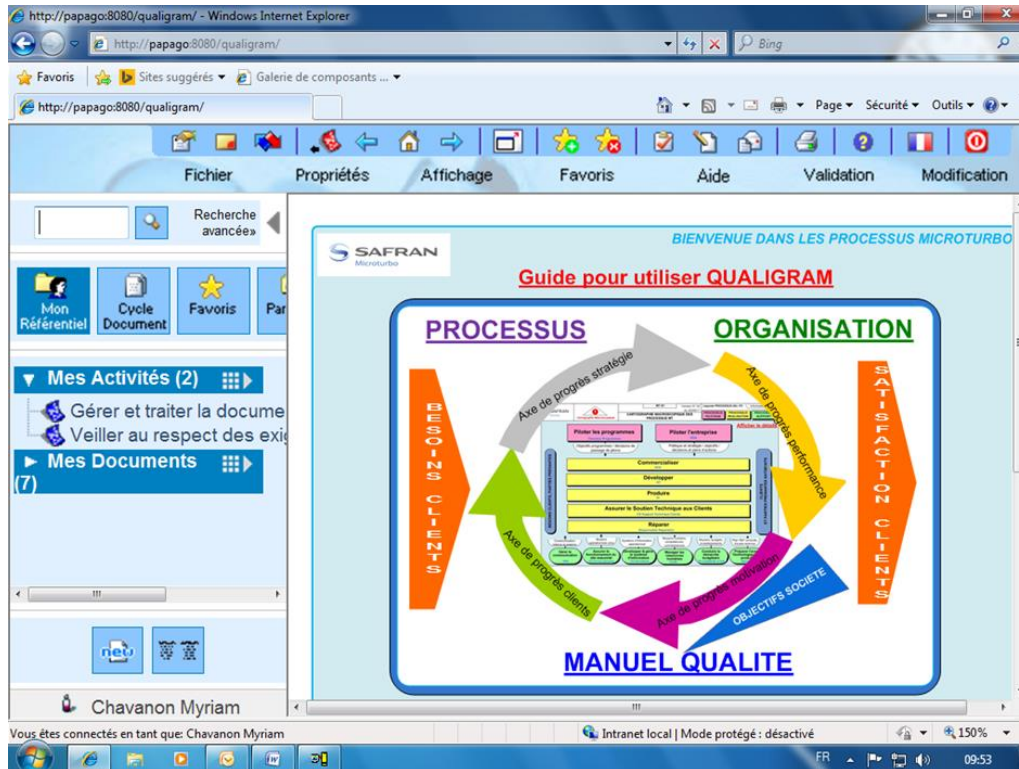 http://papago:8080/qualigram/ - Windows Internet Explorer
http://papago:8080/qualigram/
Bing
Favoris
Sites suggérés
Galerie de composants ...
http://papago:8080/qualigram/
Page
Sécurité
Outils
Fichier
Propriétés
Affichage
Favoris
Aide
Validation
Modification
Recherche
avancée»
Mon
Référentiel
Cycle
Document
Favoris
Par
Mes Activités (2)
Gérer et traiter la docume
Veiller au respect des exi
Mes Documents
(7)
neo
Chavanon Myriam
SAFRAN
Microturbo
BIENVENUE DANS LES PROCESSUS MICROTURBO
Guide pour utiliser QUALIGRAM
PROCESSUS
ORGANISATION
BESOINS CLIENTS
Axe de progrès stratégie
Axe de progrès performance
SATISFACTION CLIENTS
Piloter les programmes
Piloter l'entreprise
Commercialiser
Développer
Produire
Assurer le Soutien Technique aux Clients
Réparer
Axe de progrès clients
Axe de progrès motivation
OBJECTIFS SOCIETE
MANUEL QUALITE
Vous êtes connectés en tant que: Chavanon Myriam
Intranet local | Mode protégé : désactivé
150%
FR
09:53